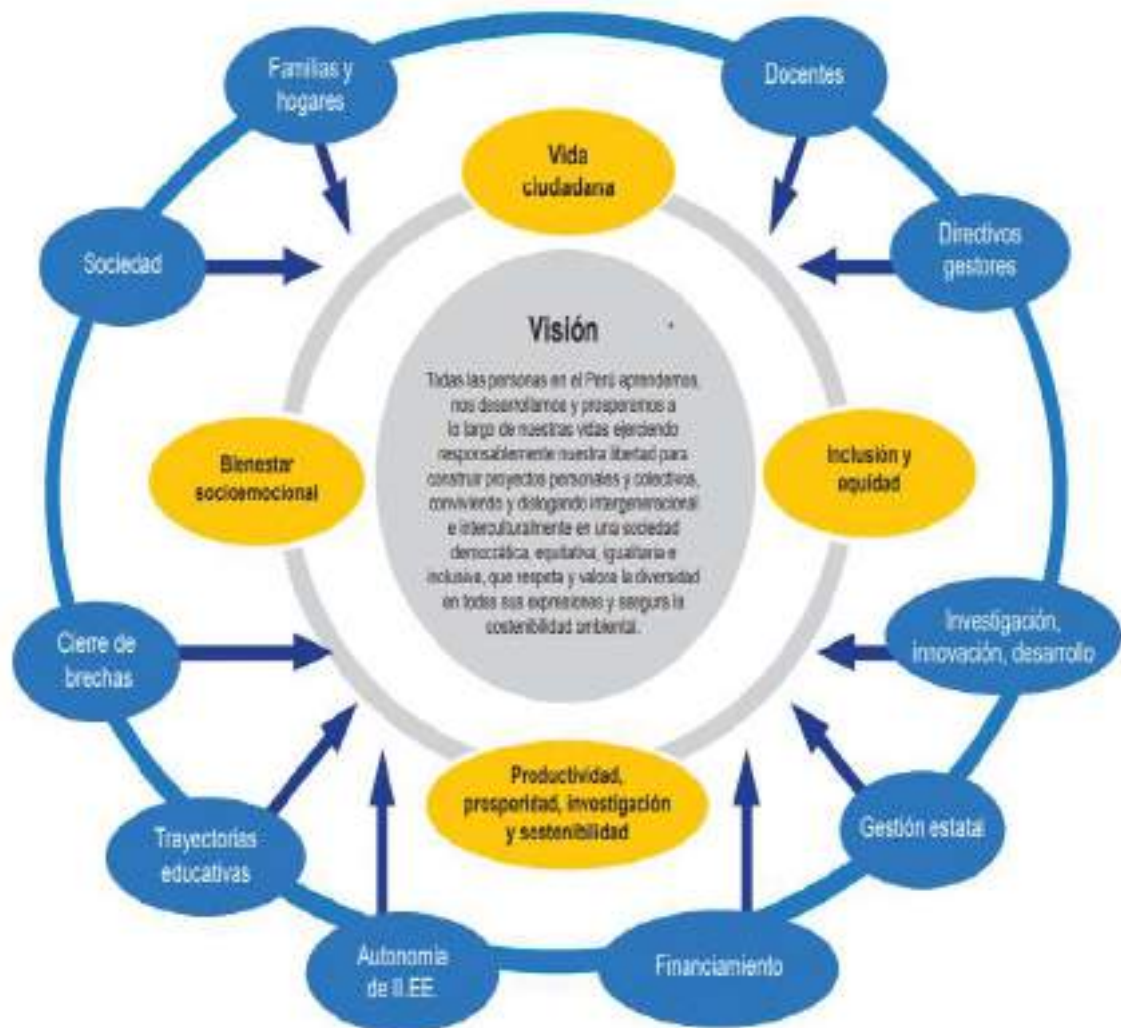 Familias y
hogares
Docentes
Vida
ciudadana
Sociedad
Directivos
gestores
Visión
Todas las personas en el Perú aprendemos,
nos desarrollamos y prosperamos a
lo largo de nuestras vidas ejerciendo
responsablemente nuestra libertad para
construir proyectos personales y colectivos,
conviviendo y dialogando intergeneracional
e interculturalmente en una sociedad
democrática, equitativa, igualitaria e
inclusiva, que respeta y valora la diversidad
en todas sus expresiones y asegura la
sostenibilidad ambiental.
Bienestar
socioemocional
Inclusión y
equidad
Cierre de
brechas
Investigación,
innovación, desarrollo
Productividad,
prosperidad, investigación
y sostenibilidad
Trayectorias
educativas
Gestión estatal
Autonomía
de II.EE.
Financiamiento